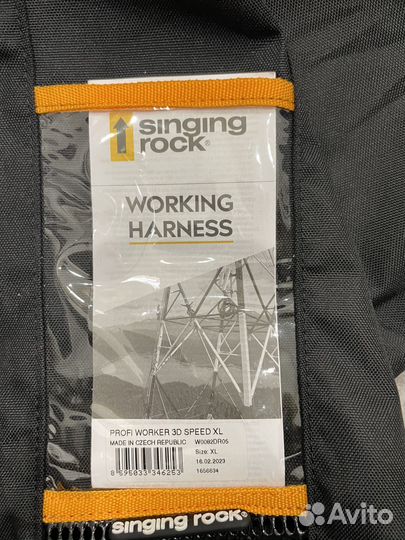 singing
rock®
WORKING
HARNESS
PROFI WORKER 3D SPEED XL
MADE IN CZECH REPUBLIC W0082DR05
Size: XL
16.02.2023
8 595033 346253 1656634
singing rock®
Avito